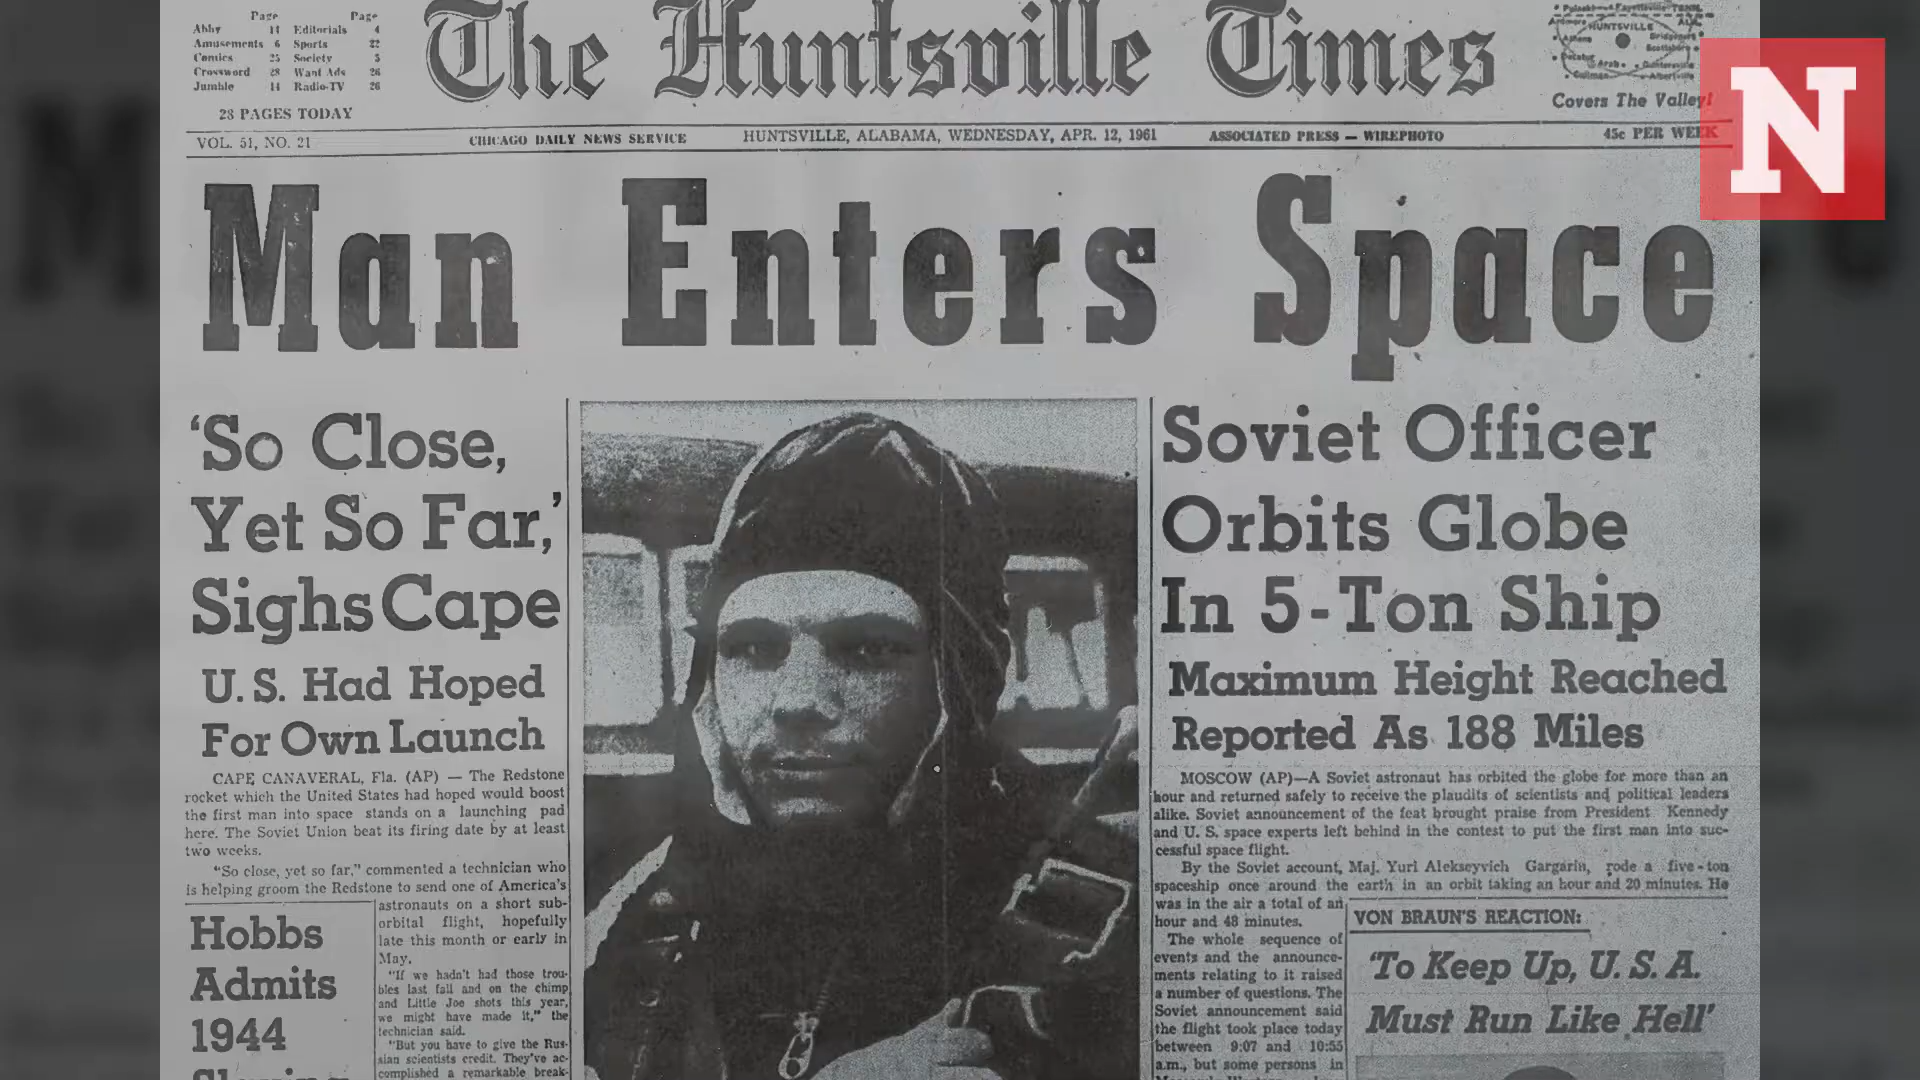 Page Page
Abby 14 Editorials 4
Amusements 6 Sports 22
Comics 25 Society 5
Crossword 28 Want Ads 26
Jumble 14 Radio-TV 26
28 PAGES TODAY
The Huntsville Times
HUNTSVILLE
Covers The Valley!
N
VOL. 51, NO. 21 CHICAGO DAILY NEWS SERVICE HUNTSVILLE, ALABAMA, WEDNESDAY, APR. 12, 1961 ASSOCIATED PRESS — WIREPHOTO 45c PER WEEK
Man Enters Space
‘So Close,
Yet So Far,’
Sighs Cape
U. S. Had Hoped
For Own Launch
CAPE CANAVERAL, Fla. (AP) — The Redstone
rocket which the United States had hoped would boost
the first man into space stands on a launching pad
here. The Soviet Union beat its firing date by at least
two weeks.
“So close, yet so far,” commented a technician who
is helping groom the Redstone to send one of America's
astronauts on a short sub-
orbital flight, hopefully
late this month or early in
May.
“If we hadn't had those trou-
bles last fall and on the chimp
and Little Joe shots this year,
we might have made it,” the
technician said.
“But you have to give the Rus-
sian scientists credit. They've ac-
complished a remarkable break-
Hobbs
Admits
1944
Soviet Officer
Orbits Globe
In 5-Ton Ship
Maximum Height Reached
Reported As 188 Miles
MOSCOW (AP)—A Soviet astronaut has orbited the globe for more than an
hour and returned safely to receive the plaudits of scientists and political leaders
alike. Soviet announcement of the feat brought praise from President Kennedy
and U. S. space experts left behind in the contest to put the first man into suc-
cessful space flight.
By the Soviet account, Maj. Yuri Alekseyvich Gargarin, rode a five-ton
spaceship once around the earth in an orbit taking an hour and 20 minutes. He
was in the air a total of an
hour and 48 minutes.
The whole sequence of
events and the announce-
ments relating to it raised
a number of questions. The
Soviet announcement said
the flight took place today
between 9:07 and 10:55
a.m., but some persons in
VON BRAUN'S REACTION:
‘To Keep Up, U. S. A.
Must Run Like Hell’